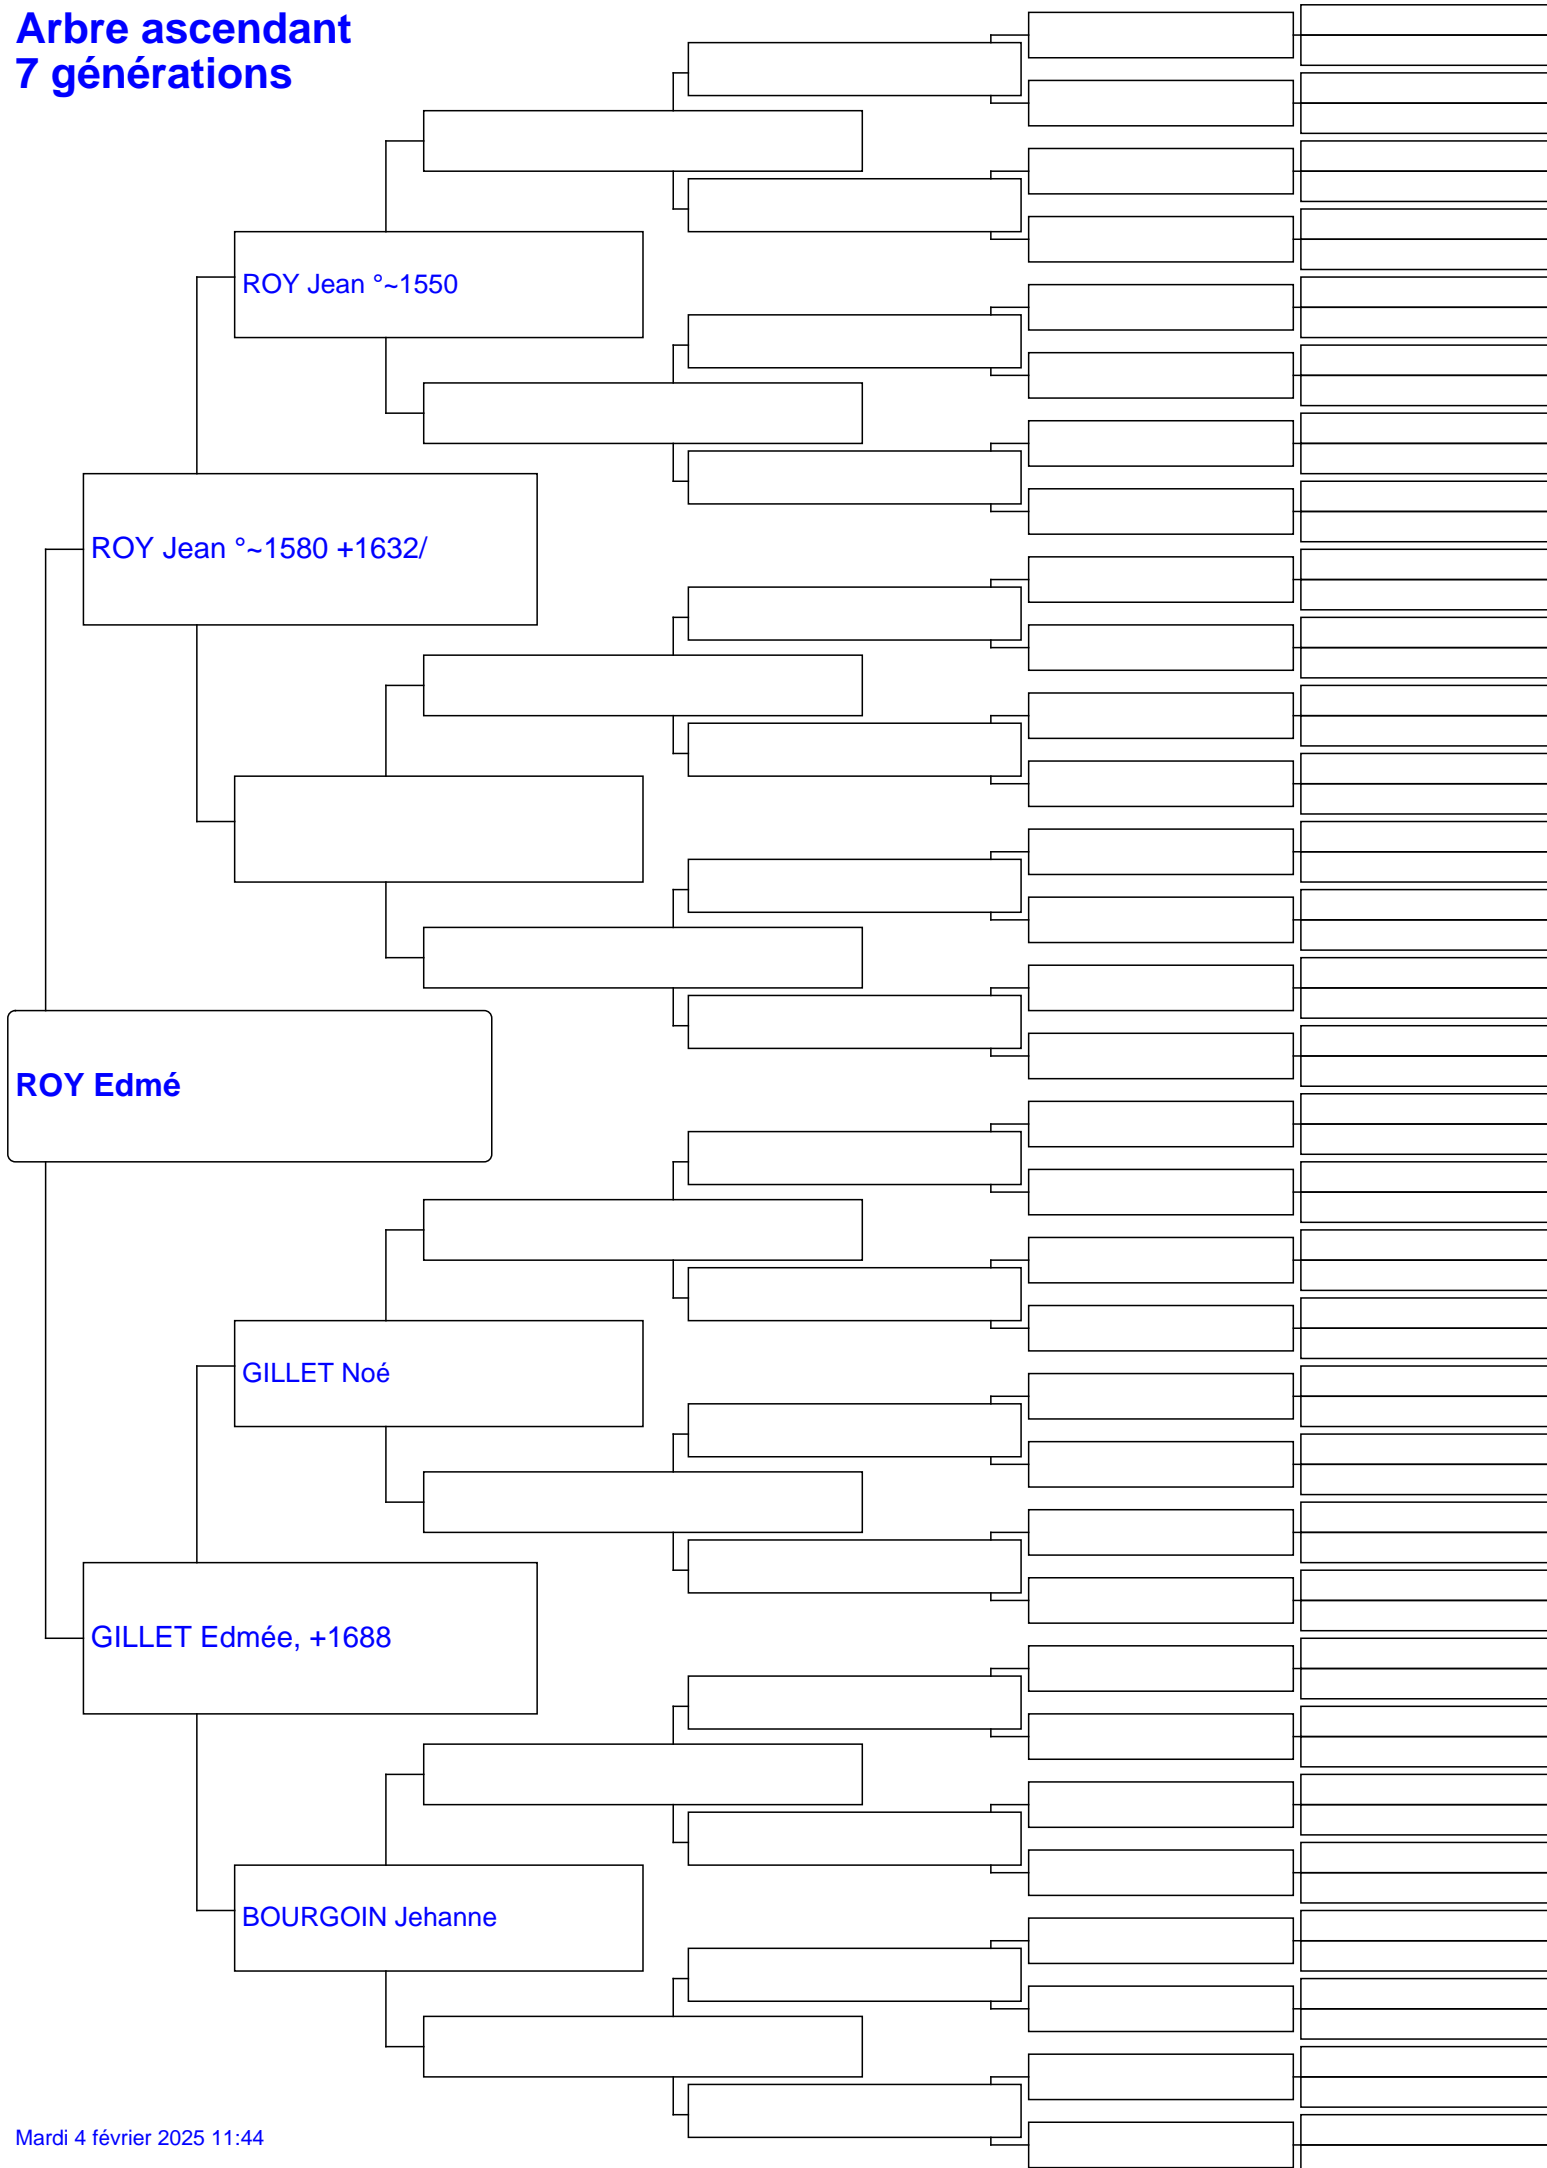 Arbre ascendant
7 générations
ROY Jean °~1550
ROY Jean °~1580 +1632/
ROY Edmé
GILLET Noé
GILLET Edmée, +1688
BOURGOIN Jehanne
Mardi 4 février 2025 11:44